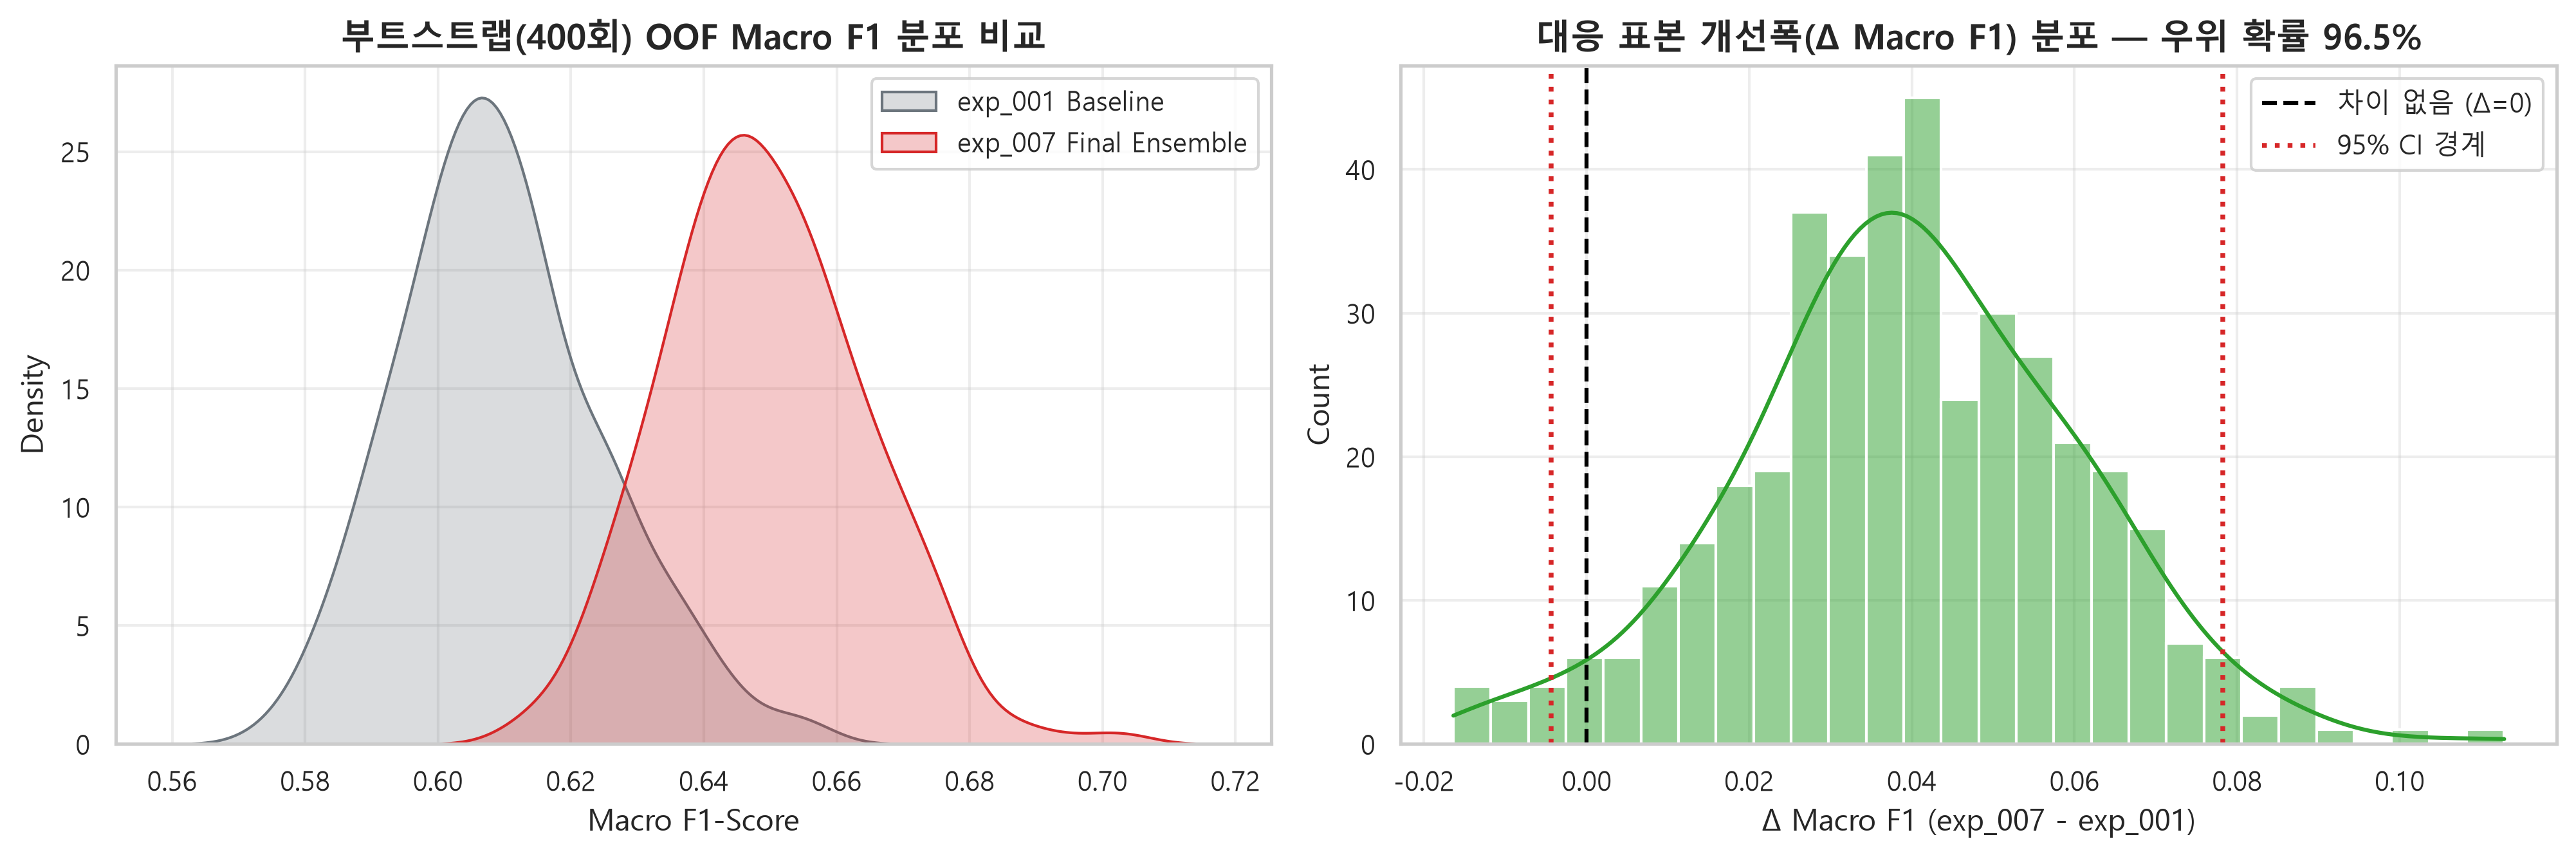 부트스트랩(400회) OOF Macro F1 분포 비교
exp_001 Baseline
exp_007 Final Ensemble
Density
25
20
15
10
5
0
0.56 0.58 0.60 0.62 0.64 0.66 0.68 0.70 0.72
Macro F1-Score
대응 표본 개선폭(Δ Macro F1) 분포 — 우위 확률 96.5%
차이 없음 (Δ=0)
95% CI 경계
Count
40
30
20
10
0
-0.02 0.00 0.02 0.04 0.06 0.08 0.10
Δ Macro F1 (exp_007 - exp_001)